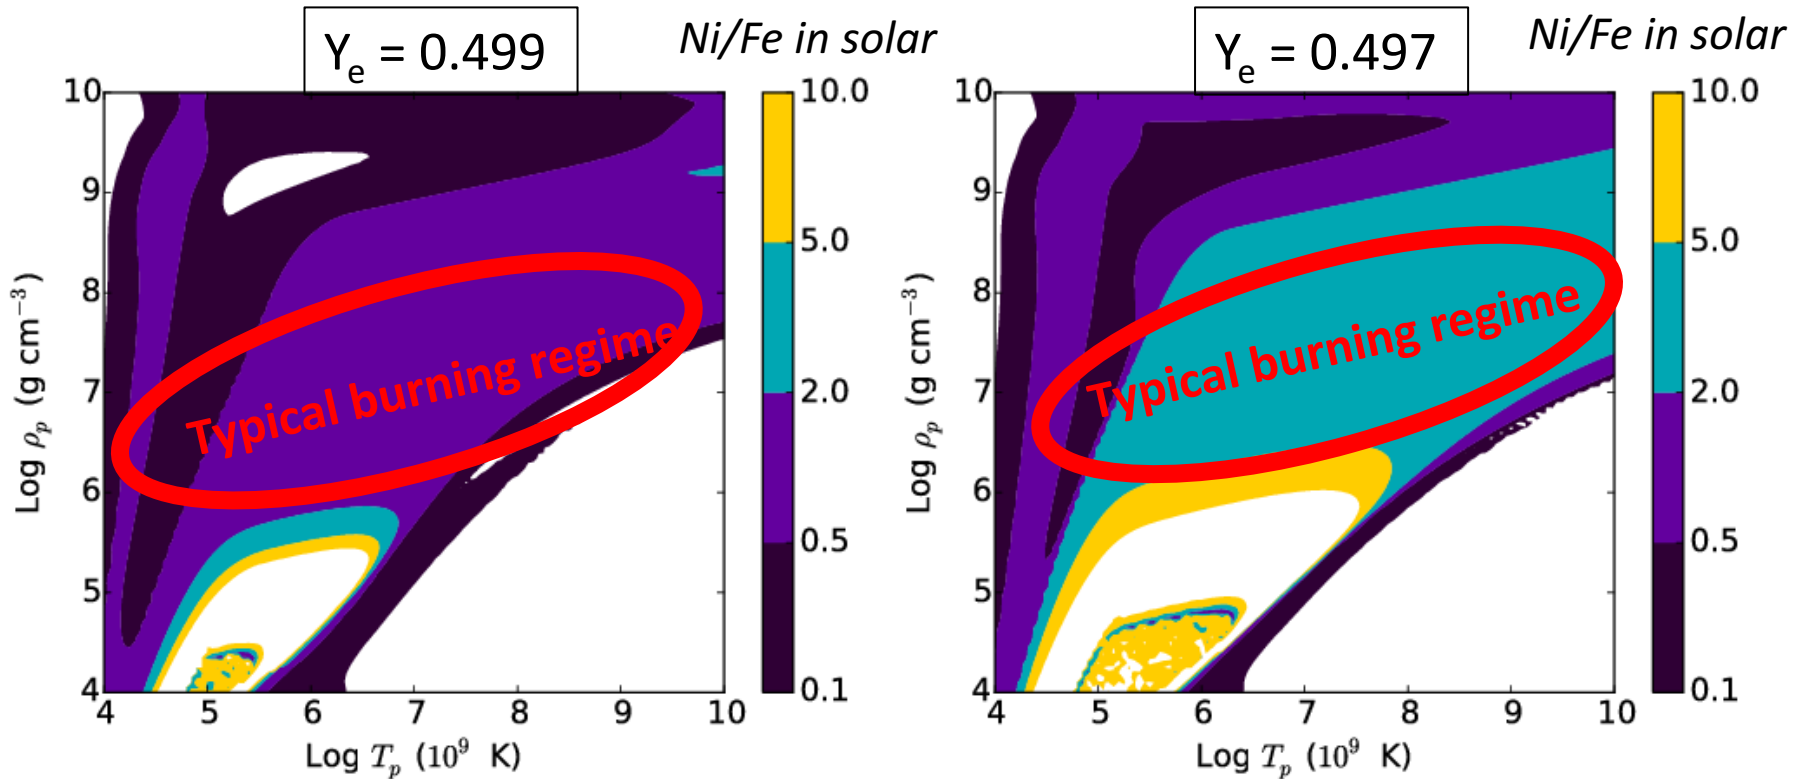 Yₑ = 0.499
Ni/Fe in solar
10
9
8
7
6
5
4
Log ρₚ (g cm⁻³)
Typical burning regime
4 5 6 7 8 9 10
Log Tₚ (10⁹ K)
10.0
5.0
2.0
0.5
0.1
Yₑ = 0.497
Ni/Fe in solar
10
9
8
7
6
5
4
Log ρₚ (g cm⁻³)
Typical burning regime
4 5 6 7 8 9 10
Log Tₚ (10⁹ K)
10.0
5.0
2.0
0.5
0.1